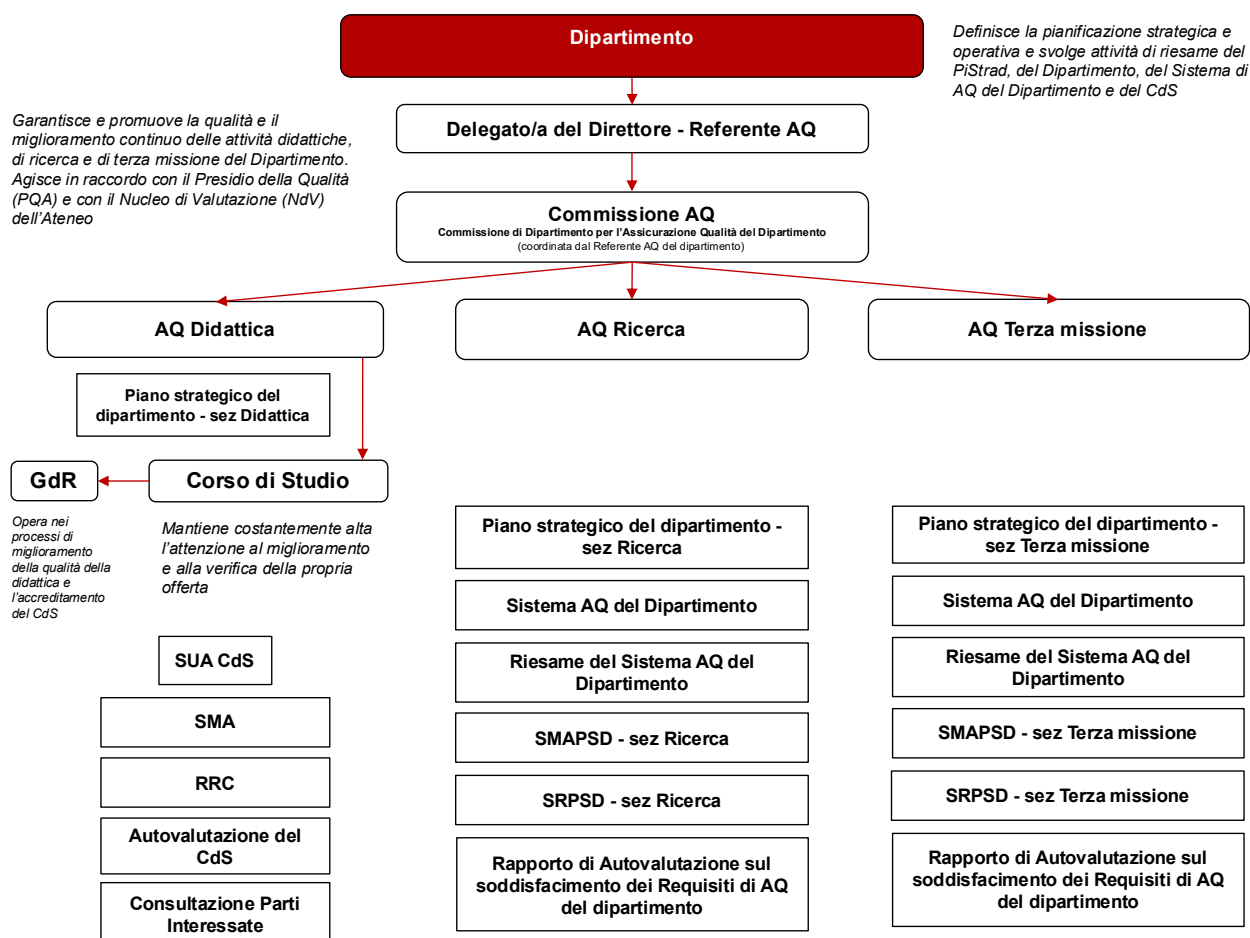 Dipartimento
Definisce la pianificazione strategica e
operativa e svolge attività di riesame del
PiStrad, del Dipartimento, del Sistema di
AQ del Dipartimento e del CdS
Garantisce e promuove la qualità e il
miglioramento continuo delle attività didattiche,
di ricerca e di terza missione del Dipartimento.
Agisce in raccordo con il Presidio della Qualità
(PQA) e con il Nucleo di Valutazione (NdV)
dell'Ateneo
Delegato/a del Direttore - Referente AQ
Commissione AQ
Commissione di Dipartimento per l'Assicurazione Qualità del Dipartimento
(coordinata dal Referente AQ del dipartimento)
AQ Didattica
AQ Ricerca
AQ Terza missione
Piano strategico del
dipartimento - sez Didattica
GdR
Corso di Studio
Opera nei
processi di
miglioramento
della qualità della
didattica e
l'accreditamento
del CdS
Mantiene costantemente alta
l'attenzione al miglioramento
e alla verifica della propria
offerta
SUA CdS
SMA
RRC
Autovalutazione del
CdS
Consultazione Parti
Interessate
Piano strategico del dipartimento -
sez Ricerca
Sistema AQ del Dipartimento
Riesame del Sistema AQ del
Dipartimento
SMAPSD - sez Ricerca
SRPSD - sez Ricerca
Rapporto di Autovalutazione sul
soddisfacimento dei Requisiti di AQ
del dipartimento
Piano strategico del dipartimento -
sez Terza missione
Sistema AQ del Dipartimento
Riesame del Sistema AQ del
Dipartimento
SMAPSD - sez Terza missione
SRPSD - sez Terza missione
Rapporto di Autovalutazione sul
soddisfacimento dei Requisiti di AQ
del dipartimento